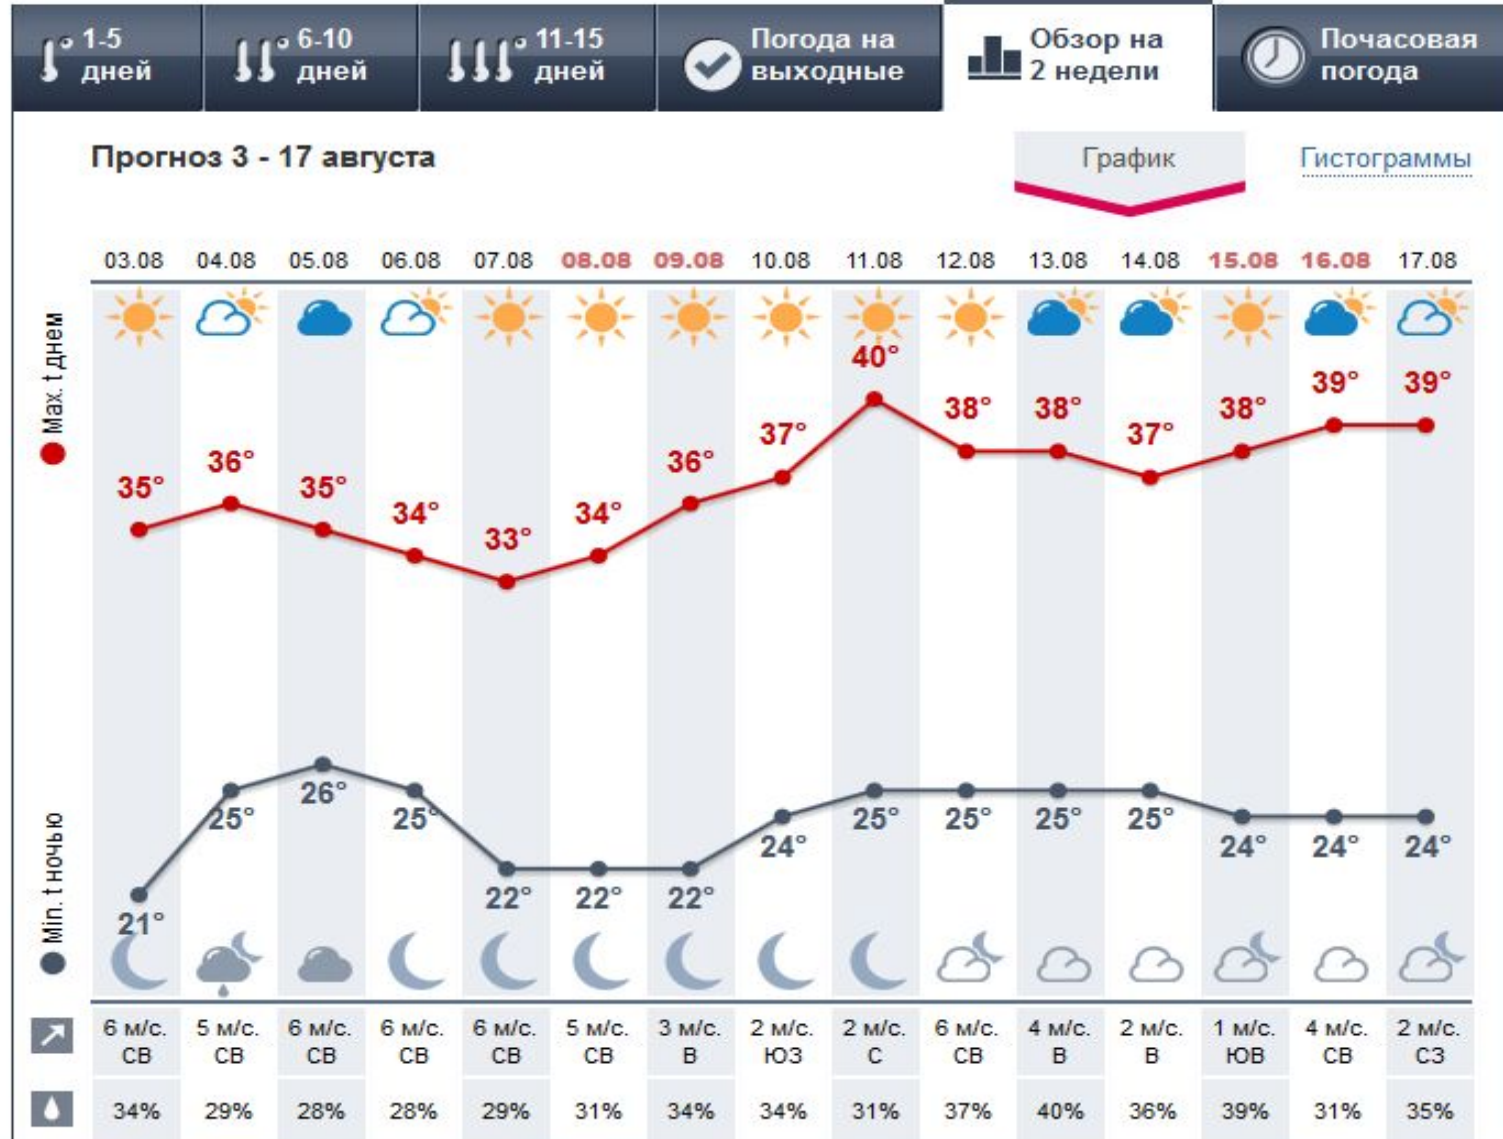 1-5 дней
6-10 дней
11-15 дней
Погода на выходные
Обзор на 2 недели
Почасовая погода
Прогноз 3 - 17 августа
График
Гистограммы
03.08 04.08 05.08 06.08 07.08 08.08 09.08 10.08 11.08 12.08 13.08 14.08 15.08 16.08 17.08
Max. t днем
35° 36° 35° 34° 33° 34° 36° 37° 40° 38° 38° 37° 38° 39° 39°
Min. t ночью
21° 25° 26° 25° 22° 22° 22° 24° 25° 25° 25° 25° 24° 24° 24°
6 м/с. 5 м/с. 6 м/с. 6 м/с. 6 м/с. 5 м/с. 3 м/с. 2 м/с. 2 м/с. 6 м/с. 4 м/с. 2 м/с. 1 м/с. 4 м/с. 2 м/с.
СВ СВ СВ СВ СВ СВ В ЮЗ С СВ В В ЮВ СВ СЗ
34% 29% 28% 28% 29% 31% 34% 34% 31% 37% 40% 36% 39% 31% 35%